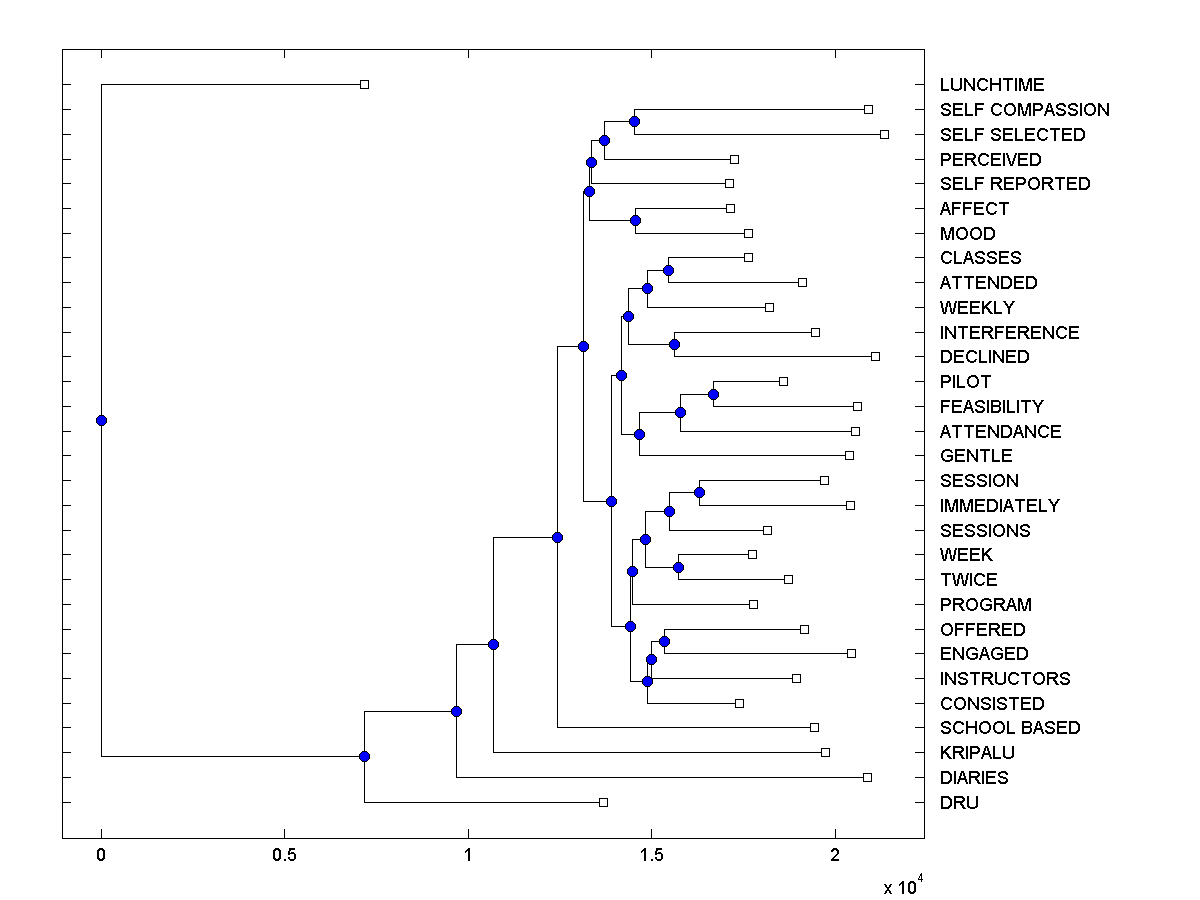 LUNCHTIME
SELF COMPASSION
SELF SELECTED
PERCEIVED
SELF REPORTED
AFFECT
MOOD
CLASSES
ATTENDED
WEEKLY
INTERFERENCE
DECLINED
PILOT
FEASIBILITY
ATTENDANCE
GENTLE
SESSION
IMMEDIATELY
SESSIONS
WEEK
TWICE
PROGRAM
OFFERED
ENGAGED
INSTRUCTORS
CONSISTED
SCHOOL BASED
KRIPALU
DIARIES
DRU
0 0.5 1 1.5 2
x 10^4